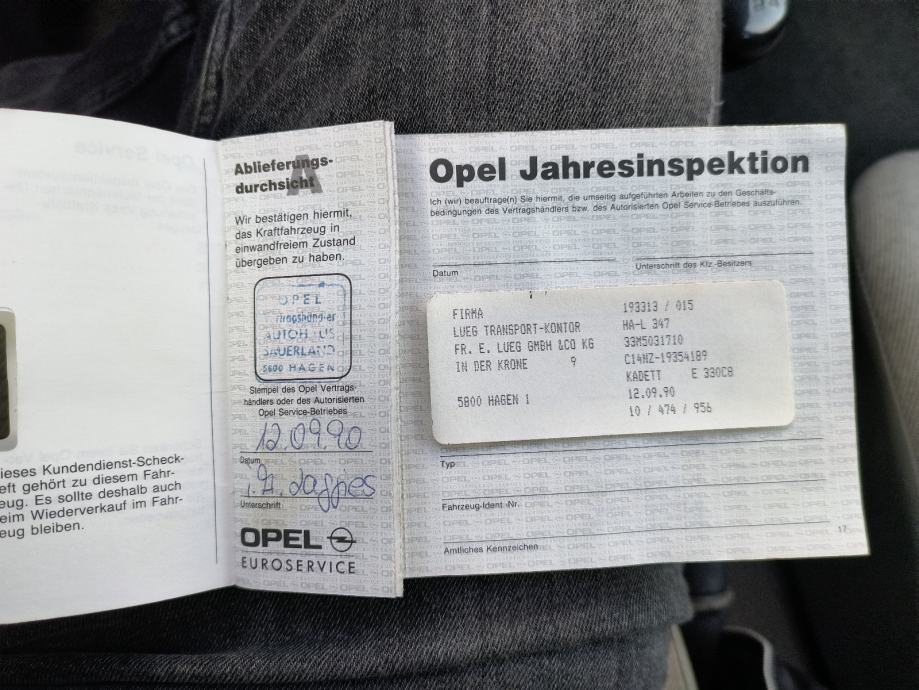 ieses Kundendienst-Scheck-
eft gehört zu diesem Fahr-
eug. Es sollte deshalb auch
eim Wiederverkauf im Fahr-
eug bleiben.
A
Ablieferungs-
durchsicht
Wir bestätigen hiermit,
das Kraftfahrzeug in
einwandfreiem Zustand
übergeben zu haben.
OPEL
AUTOH US
SAUERLAND
5800 HAGEN
Stempel des Opel Vertrags-
händlers oder des Autorisierten
Opel Service-Betriebes
12.09.90
Datum
Unterschrift
OPEL
EUROSERVICE
Opel Jahresinspektion
Ich (wir) beauftrage(n) Sie hiermit, die umseitig aufgeführten Arbeiten zu den Geschäfts-
bedingungen des Vertragshändlers bzw. des Autorisierten Opel Service-Betriebes auszuführen.
Datum
Unterschrift des Kfz.-Besitzers
FIRMA 193313 / 015
LUEG TRANSPORT-KONTOR HA-L 347
FR. E. LUEG GMBH &CO KG 33M5031710
IN DER KRONE 9 C14NZ-19354189
KADETT E 330C8
5800 HAGEN 1 12.09.90
10 / 474 / 956
Typ
Fahrzeug-Ident.-Nr.
Amtliches Kennzeichen
17